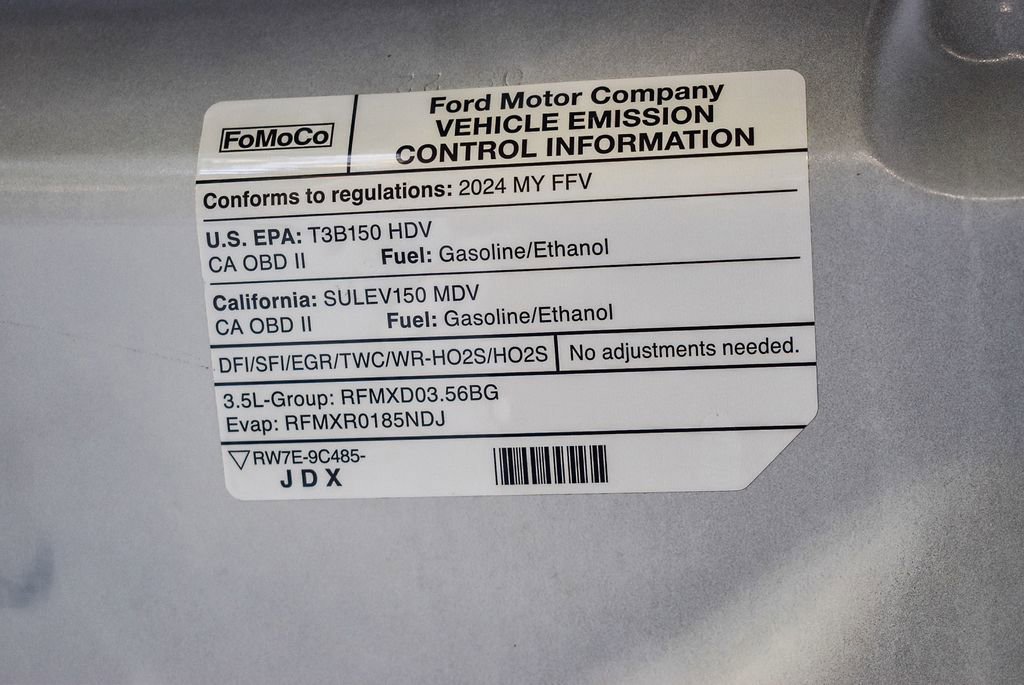 FoMoCo
Ford Motor Company
VEHICLE EMISSION
CONTROL INFORMATION
Conforms to regulations: 2024 MY FFV
U.S. EPA: T3B150 HDV
CA OBD II Fuel: Gasoline/Ethanol
California: SULEV150 MDV
CA OBD II Fuel: Gasoline/Ethanol
DFI/SFI/EGR/TWC/WR-HO2S/HO2S No adjustments needed.
3.5L-Group: RFMXD03.56BG
Evap: RFMXR0185NDJ
RW7E-9C485-
JDX